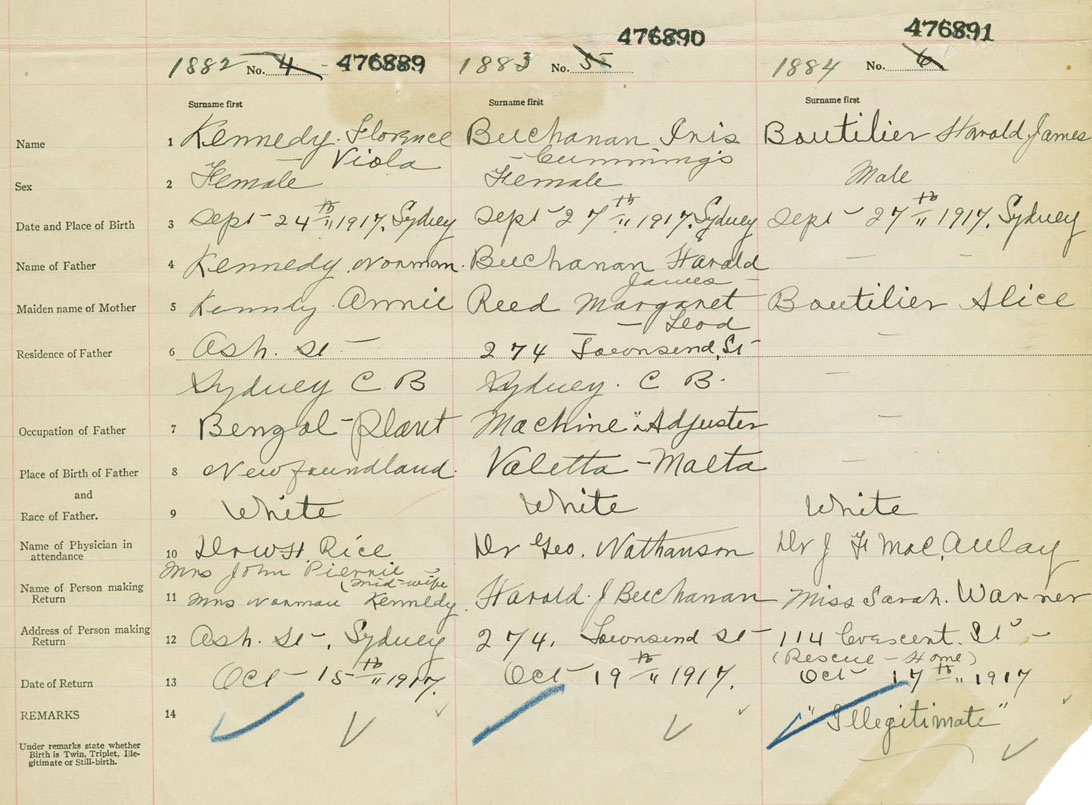 476889
476890
476891
1882 No. 4
1883 No. 5
1884 No. 6
Surname first
Surname first
Surname first
Name 1 Kennedy. Florence Buchanan Inis Boutilier Harold James
— Viola — Cummings
Sex 2 Female Female Male
Date and Place of Birth 3 Sept - 24th " 1917. Sydney Sept - 27th " 1917. Sydney Sept - 27th " 1917. Sydney
Name of Father 4 Kennedy Norman. Buchanan Harold — —
James —
Maiden name of Mother 5 Kennedy Annie Reed Margaret Boutilier Alice
— Leod
Residence of Father 6 Ash. St — 274 Townsend, St — —
Sydney C B Sydney. C B. —
Occupation of Father 7 Benzol - Plant Machine " Adjuster —
Place of Birth of Father 8 Newfoundland. Valetta - Malta —
and
Race of Father. 9 White White White
Name of Physician in attendance 10 Dr W H Rice Dr Geo. Nathanson Dr J F MacAulay
Mrs John
(Mid-wife
Name of Person making Return 11 Mrs Norman Kennedy. Harold. J Buchanan Miss Sarah. Warner
Address of Person making Return 12 Ash. St -, Sydney 274. Townsend St - 114 Crescent. St -
(Rescue - Home)
Date of Return 13 Oct - 15th " 1917. Oct - 19th " 1917. Oct - 17th " 1917
REMARKS 14 "Illegitimate"
Under remarks state whether
Birth is Twin, Triplet, Ille-
gitimate or Still-birth.